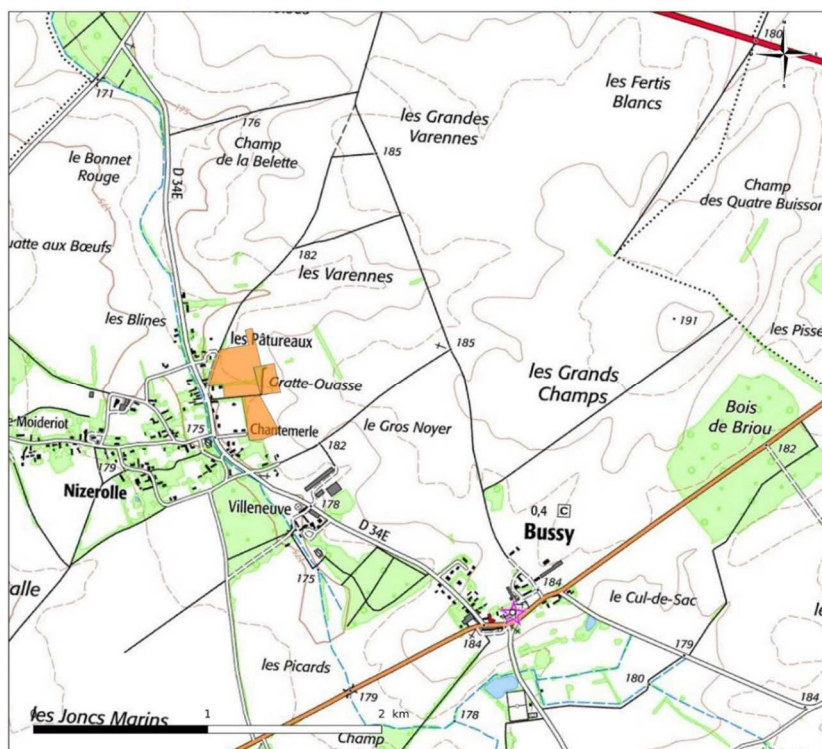 180
171
195
176
les Fertis
Blancs
les Grandes
Varennes
le Bonnet
Rouge
Champ
de la Belette
185
D 34E
Champ
des Quatre Buisson
uatte aux Bœufs
182
les Varennes
les Blines
les Pâtureaux
185
191
les Pisse
Gratte-Ouasse
les Grands
Champs
Bois
de Briou
e-Moideriot
175
Chantemerle
le Gros Noyer
182
182
179
Nizerolle
Villeneuve
178
D 34E
0,4 C
Bussy
175
184
alle
le Cul-de-Sac
184
179
les Picards
179
180
184
178
les Joncs Marins
Champ
0 1 2 km